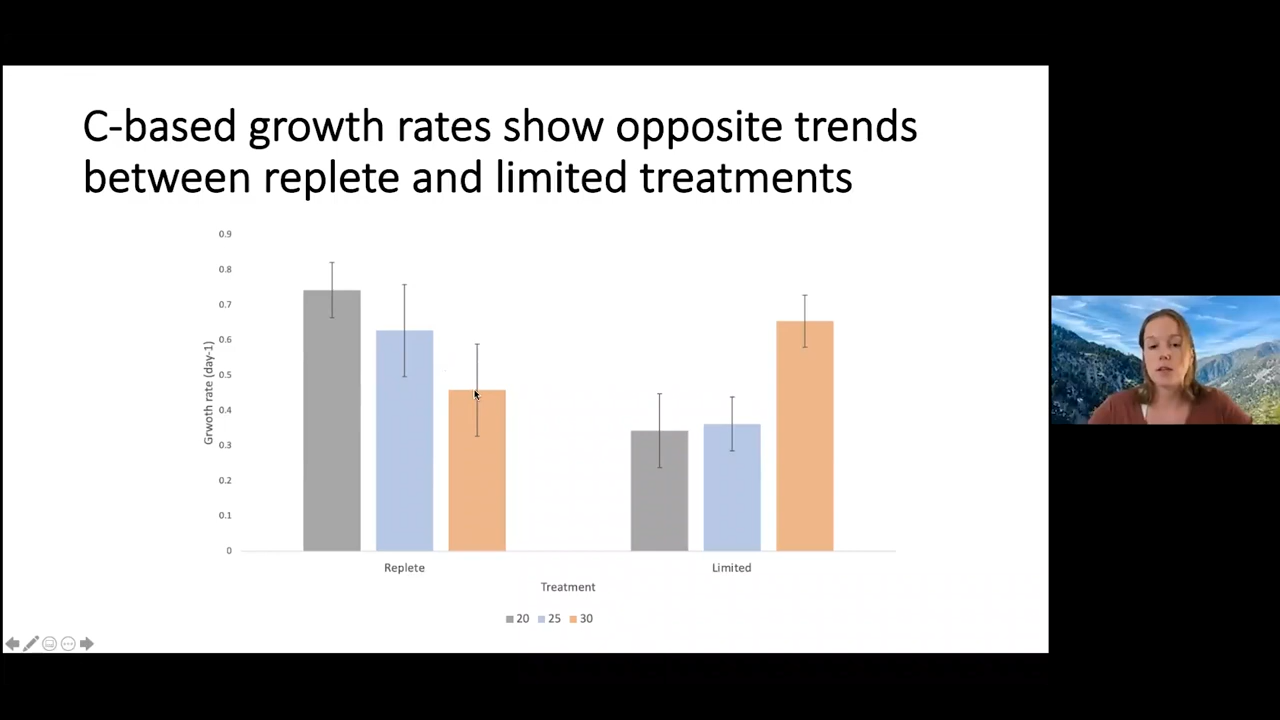 C-based growth rates show opposite trends
between replete and limited treatments
0.9
0.8
0.7
0.6
0.5
0.4
0.3
0.2
0.1
0
Grwoth rate (day-1)
Replete
Limited
Treatment
20 25 30